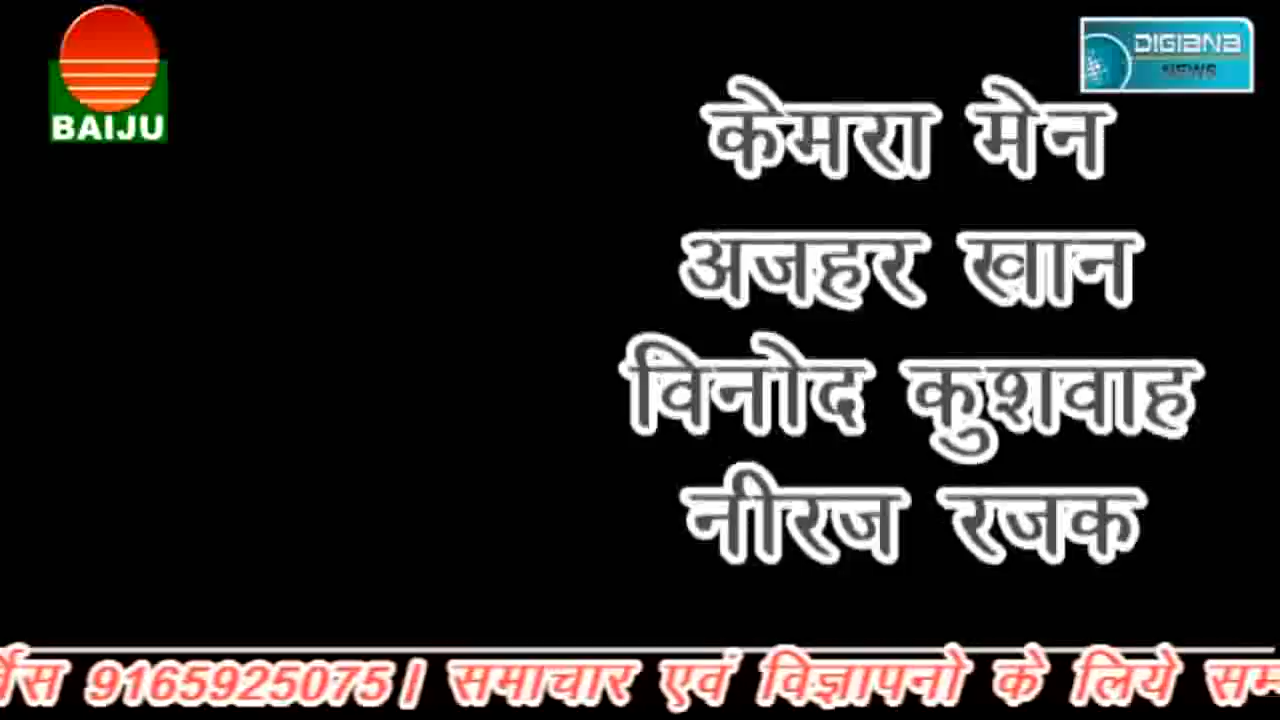 BAIJU
DIGIANA
NEWS
केमरा मेन
अजहर खान
विनोद कुशवाह
नीरज रजक
9165925075। समाचार एवं विज्ञापनो के लिये